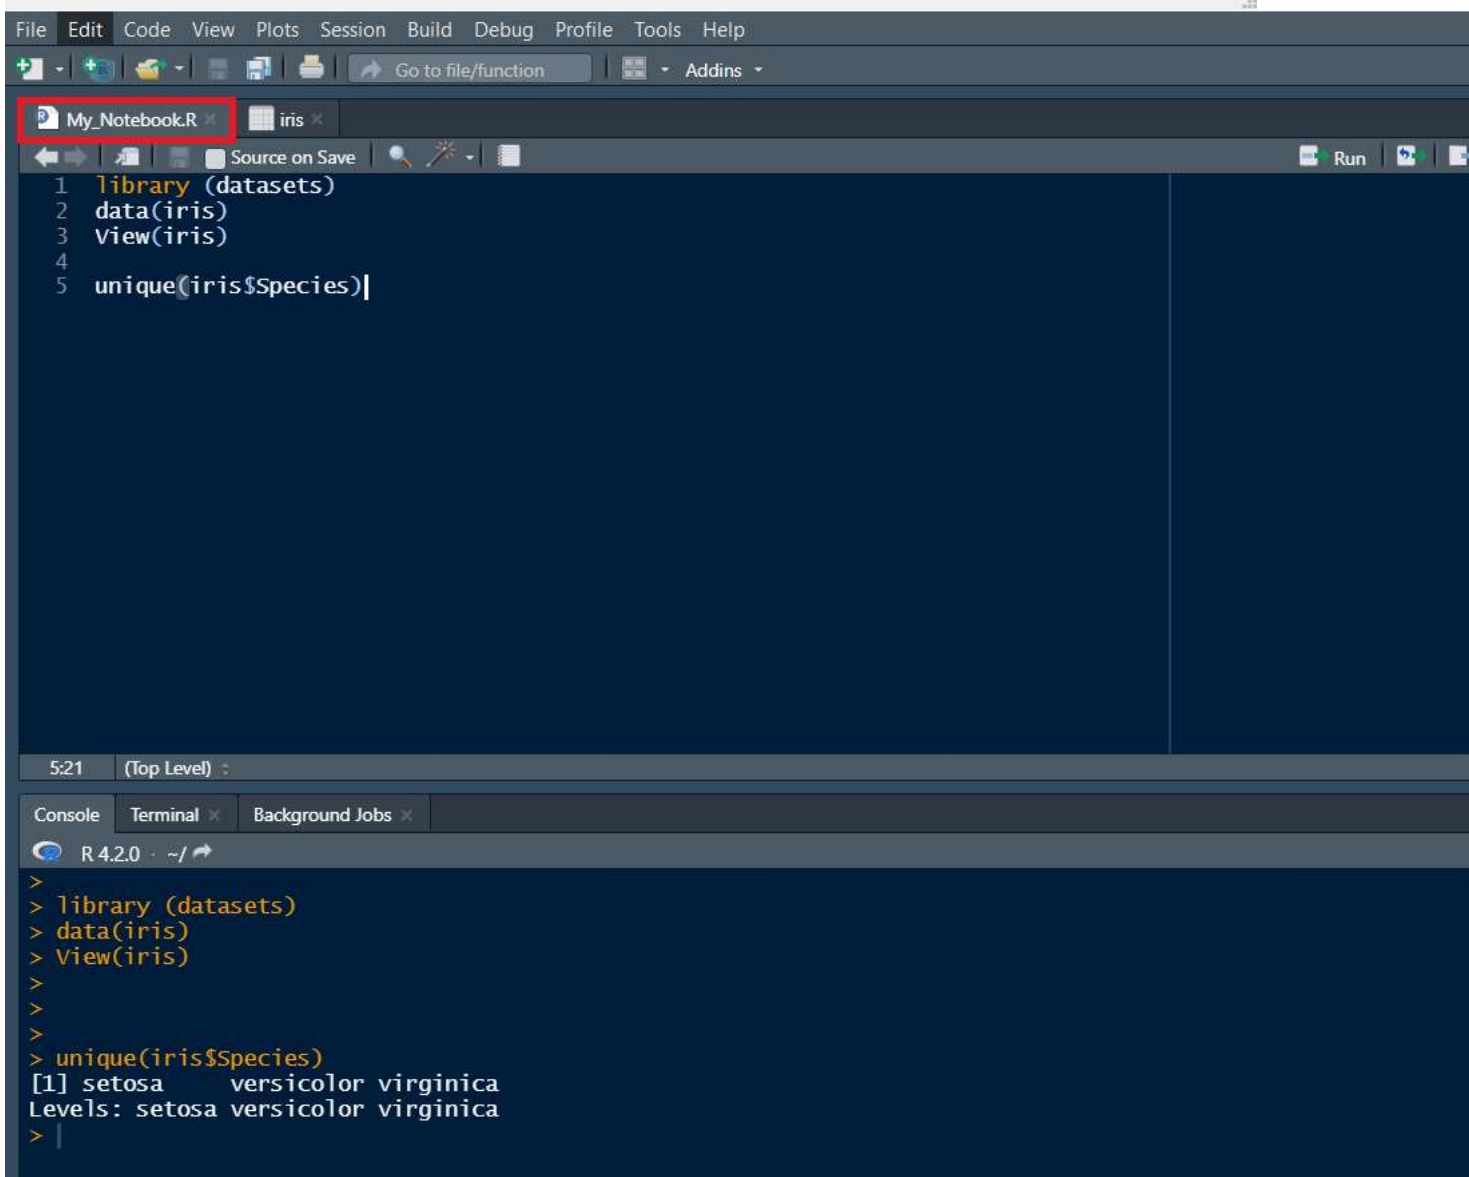 File Edit Code View Plots Session Build Debug Profile Tools Help
Go to file/function Addins
My_Notebook.R iris
Source on Save Run
1 library (datasets)
2 data(iris)
3 View(iris)
4
5 unique(iris$Species)
5:21 (Top Level)
Console Terminal Background Jobs
R 4.2.0 · ~/
>
> library (datasets)
> data(iris)
> View(iris)
>
>
>
> unique(iris$Species)
[1] setosa     versicolor virginica
Levels: setosa versicolor virginica
>